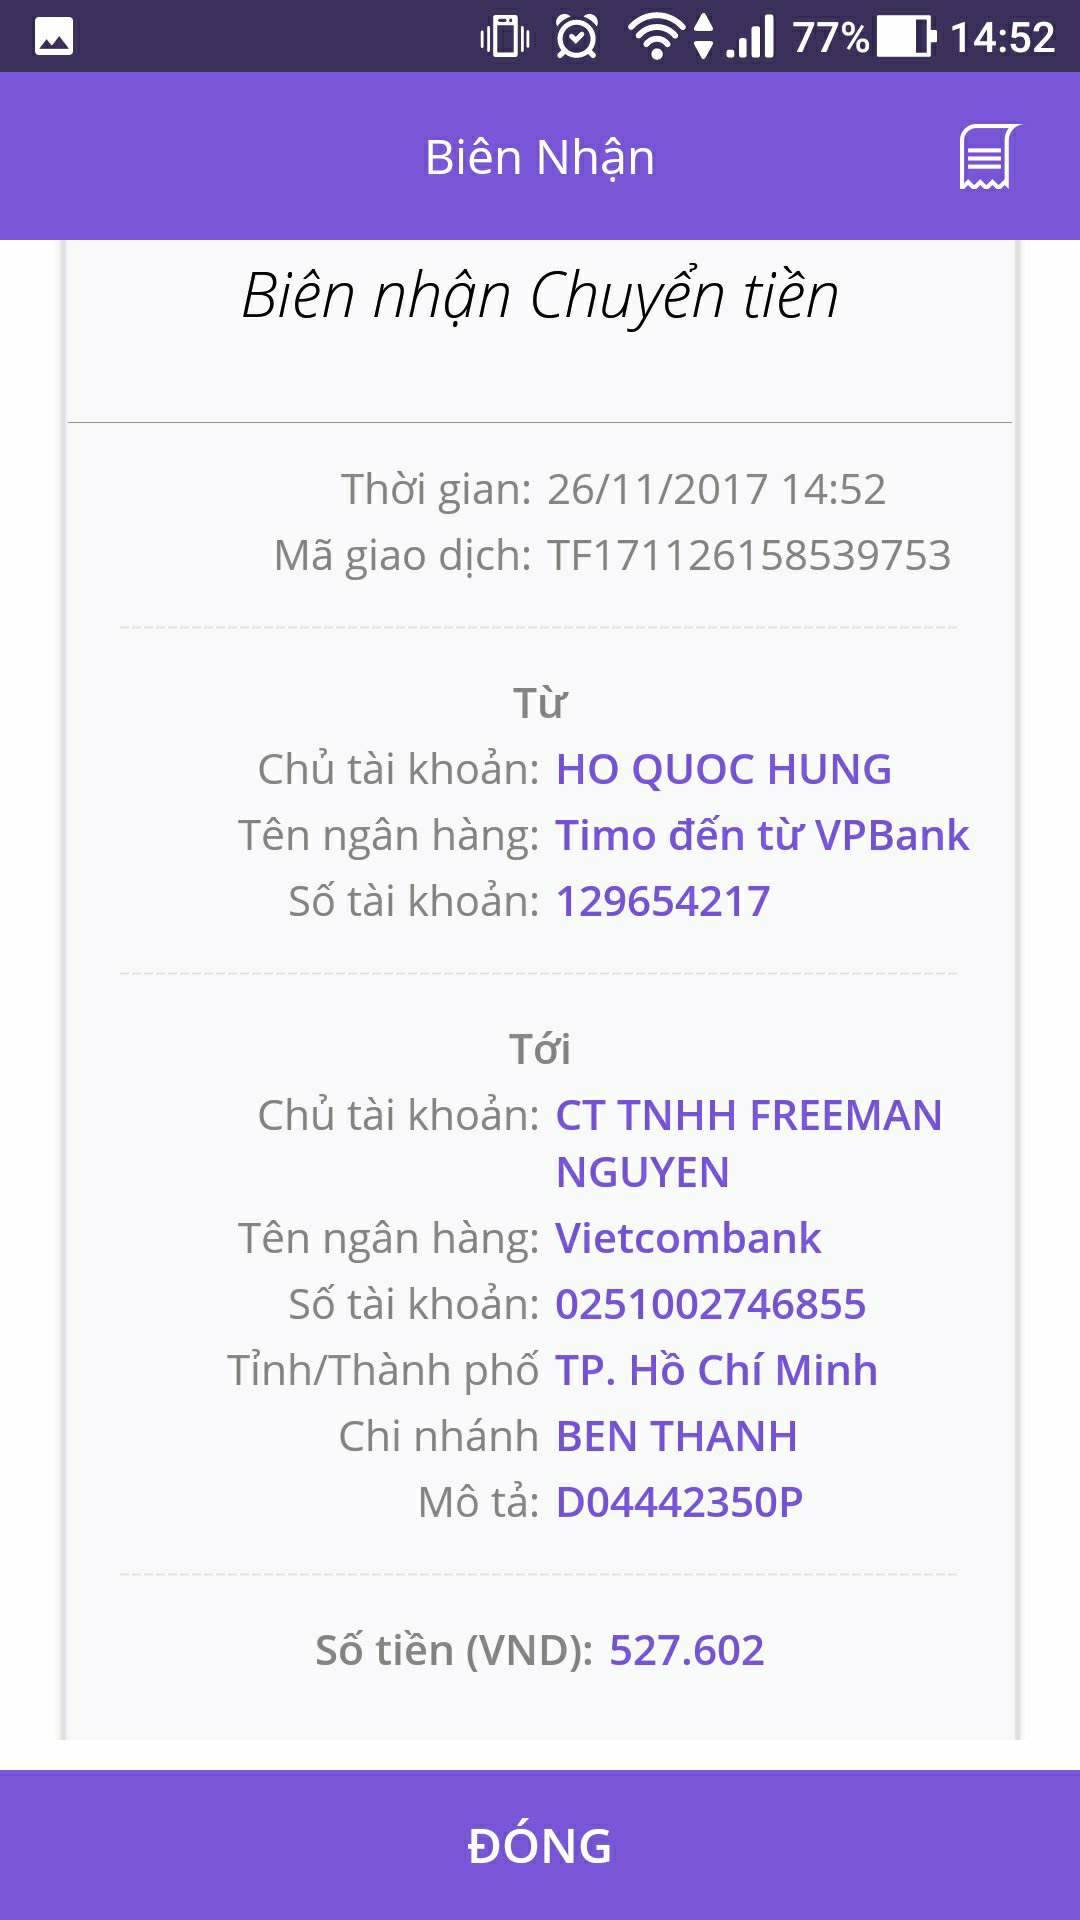 77% 14:52
Biên Nhận
Biên nhận Chuyển tiền
Thời gian: 26/11/2017 14:52
Mã giao dịch: TF171126158539753
Từ
Chủ tài khoản: HO QUOC HUNG
Tên ngân hàng: Timo đến từ VPBank
Số tài khoản: 129654217
Tới
Chủ tài khoản: CT TNHH FREEMAN
NGUYEN
Tên ngân hàng: Vietcombank
Số tài khoản: 0251002746855
Tỉnh/Thành phố TP. Hồ Chí Minh
Chi nhánh BEN THANH
Mô tả: D04442350P
Số tiền (VND): 527.602
ĐÓNG